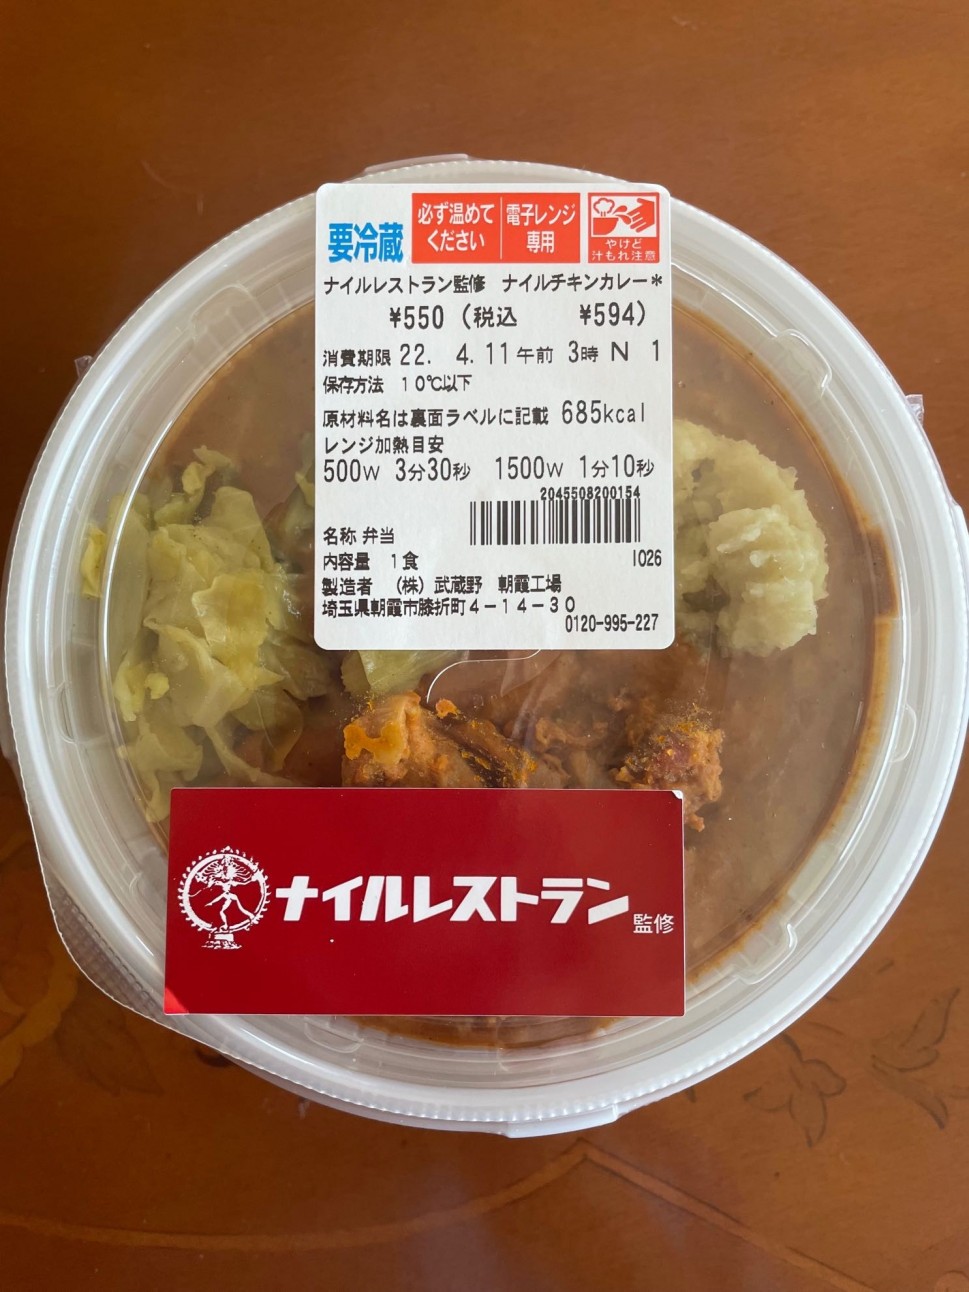 要冷蔵
必ず温めて
ください
電子レンジ
専用
やけど
汁もれ注意
ナイルレストラン監修 ナイルチキンカレー*
¥550 (税込 ¥594)
消費期限 22. 4. 11午前 3時 N 1
保存方法 10℃以下
原材料名は裏面ラベルに記載 685kcal
レンジ加熱目安
500W 3分30秒 1500W 1分10秒
2045508200154
名称 弁当
内容量 1食 I026
製造者 (株) 武蔵野 朝霞工場
埼玉県朝霞市膝折町4-14-30
0120-995-227
ナイルレストラン監修